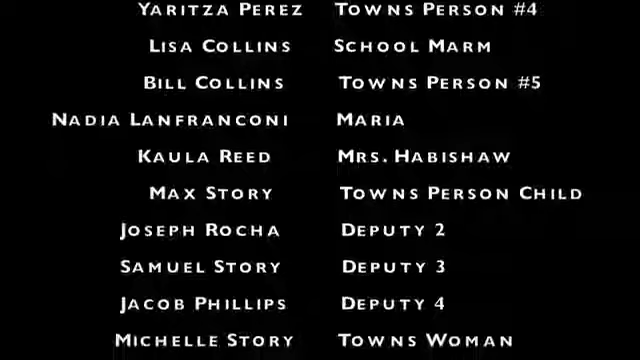 Yaritza Perez Towns Person #4
Lisa Collins School Marm
Bill Collins Towns Person #5
Nadia Lanfranconi Maria
Kaula Reed Mrs. Habishaw
Max Story Towns Person Child
Joseph Rocha Deputy 2
Samuel Story Deputy 3
Jacob Phillips Deputy 4
Michelle Story Towns Woman